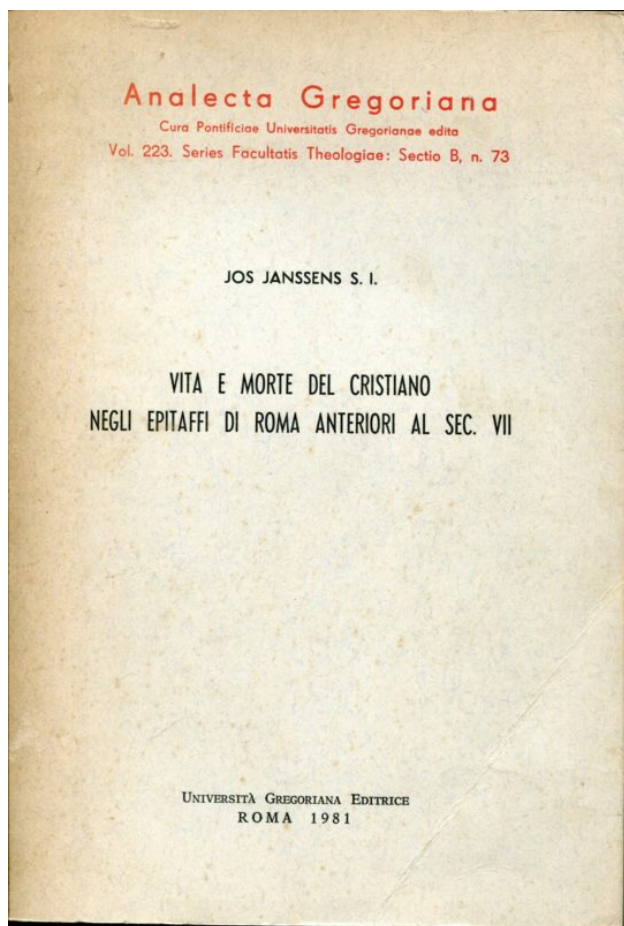 Analecta Gregoriana
Cura Pontificiae Universitatis Gregorianae edita
Vol. 223. Series Facultatis Theologiae: Sectio B, n. 73
JOS JANSSENS S. I.
VITA E MORTE DEL CRISTIANO
NEGLI EPITAFFI DI ROMA ANTERIORI AL SEC. VII
UNIVERSITÀ GREGORIANA EDITRICE
ROMA 1981